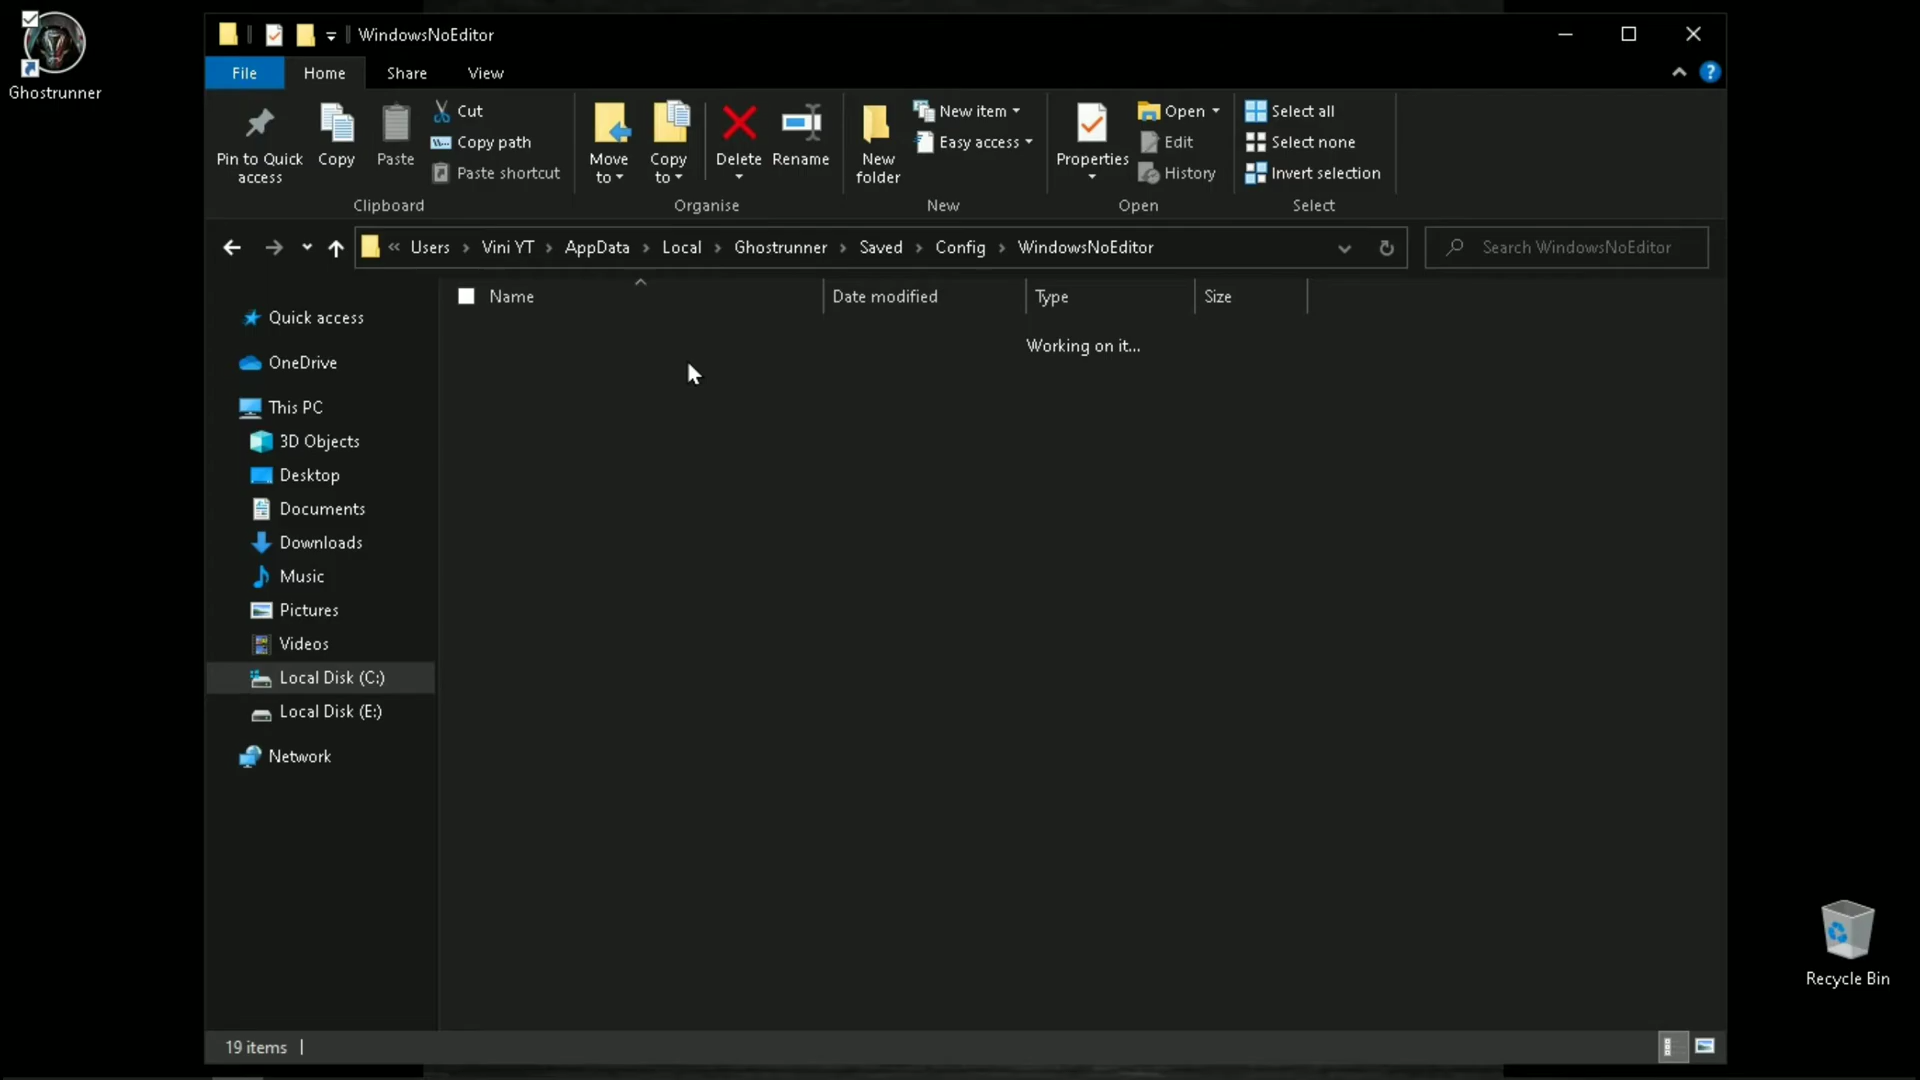 Ghostrunner
WindowsNoEditor
File Home Share View
Pin to Quick access
Copy
Paste
Cut
Copy path
Paste shortcut
Clipboard
Move to
Copy to
Delete
Rename
Organise
New folder
New item
Easy access
New
Properties
Open
Edit
History
Open
Select all
Select none
Invert selection
Select
« Users > Vini YT > AppData > Local > Ghostrunner > Saved > Config > WindowsNoEditor
Search WindowsNoEditor
Name Date modified Type Size
Working on it...
Quick access
OneDrive
This PC
3D Objects
Desktop
Documents
Downloads
Music
Pictures
Videos
Local Disk (C:)
Local Disk (E:)
Network
19 items
Recycle Bin